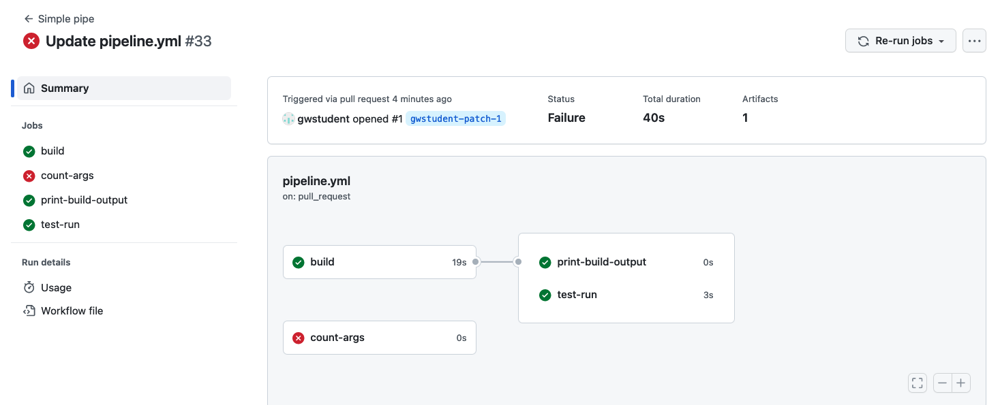 Simple pipe
Update pipeline.yml #33
Re-run jobs
Summary
Jobs
build
count-args
print-build-output
test-run
Run details
Usage
Workflow file
Triggered via pull request 4 minutes ago
gwstudent opened #1 gwstudent-patch-1
Status
Failure
Total duration
40s
Artifacts
1
pipeline.yml
on: pull_request
build 19s
print-build-output 0s
test-run 3s
count-args 0s